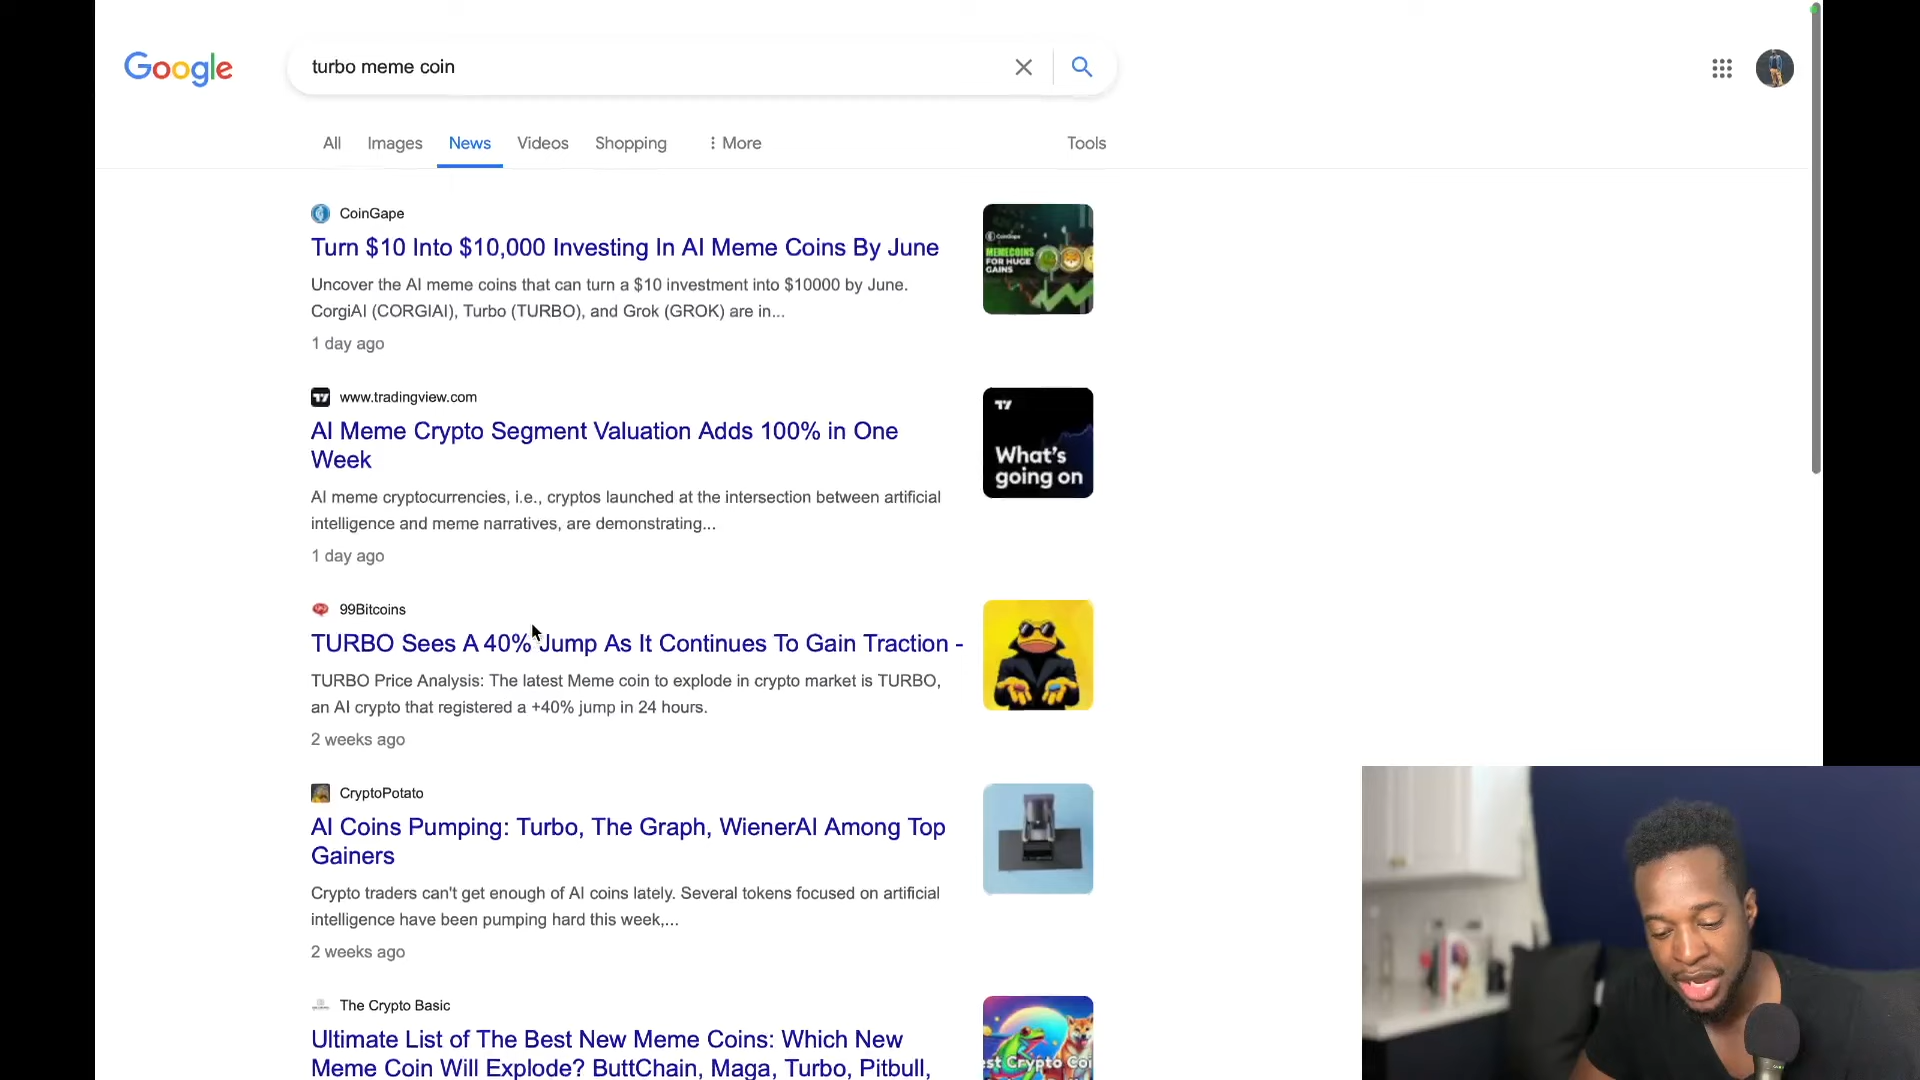 Google
turbo meme coin
All Images News Videos Shopping More Tools
CoinGape
Turn $10 Into $10,000 Investing In AI Meme Coins By June
Uncover the AI meme coins that can turn a $10 investment into $10000 by June.
CorgiAI (CORGIAI), Turbo (TURBO), and Grok (GROK) are in...
1 day ago
CoinGape
MEMECOINS
FOR HUGE
GAINS
www.tradingview.com
AI Meme Crypto Segment Valuation Adds 100% in One
Week
AI meme cryptocurrencies, i.e., cryptos launched at the intersection between artificial
intelligence and meme narratives, are demonstrating...
1 day ago
What's
going on
99Bitcoins
TURBO Sees A 40% Jump As It Continues To Gain Traction -
TURBO Price Analysis: The latest Meme coin to explode in crypto market is TURBO,
an AI crypto that registered a +40% jump in 24 hours.
2 weeks ago
CryptoPotato
AI Coins Pumping: Turbo, The Graph, WienerAI Among Top
Gainers
Crypto traders can't get enough of AI coins lately. Several tokens focused on artificial
intelligence have been pumping hard this week,...
2 weeks ago
The Crypto Basic
Ultimate List of The Best New Meme Coins: Which New
Meme Coin Will Explode? ButtChain, Maga, Turbo, Pitbull,
st Crypto Coi